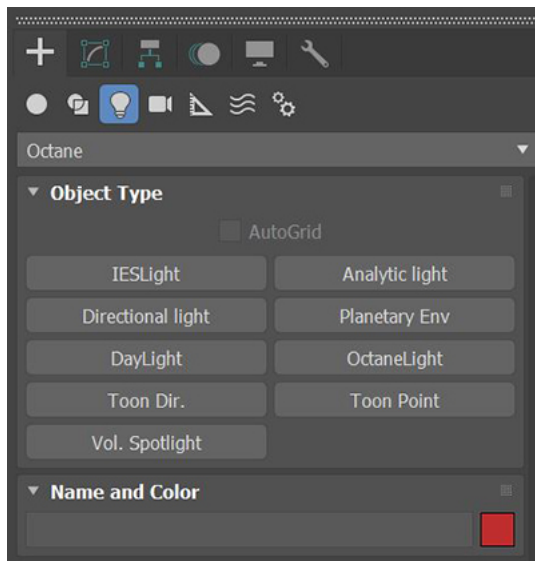 Octane
Object Type
AutoGrid
IESLight Analytic light
Directional light Planetary Env
DayLight OctaneLight
Toon Dir. Toon Point
Vol. Spotlight
Name and Color